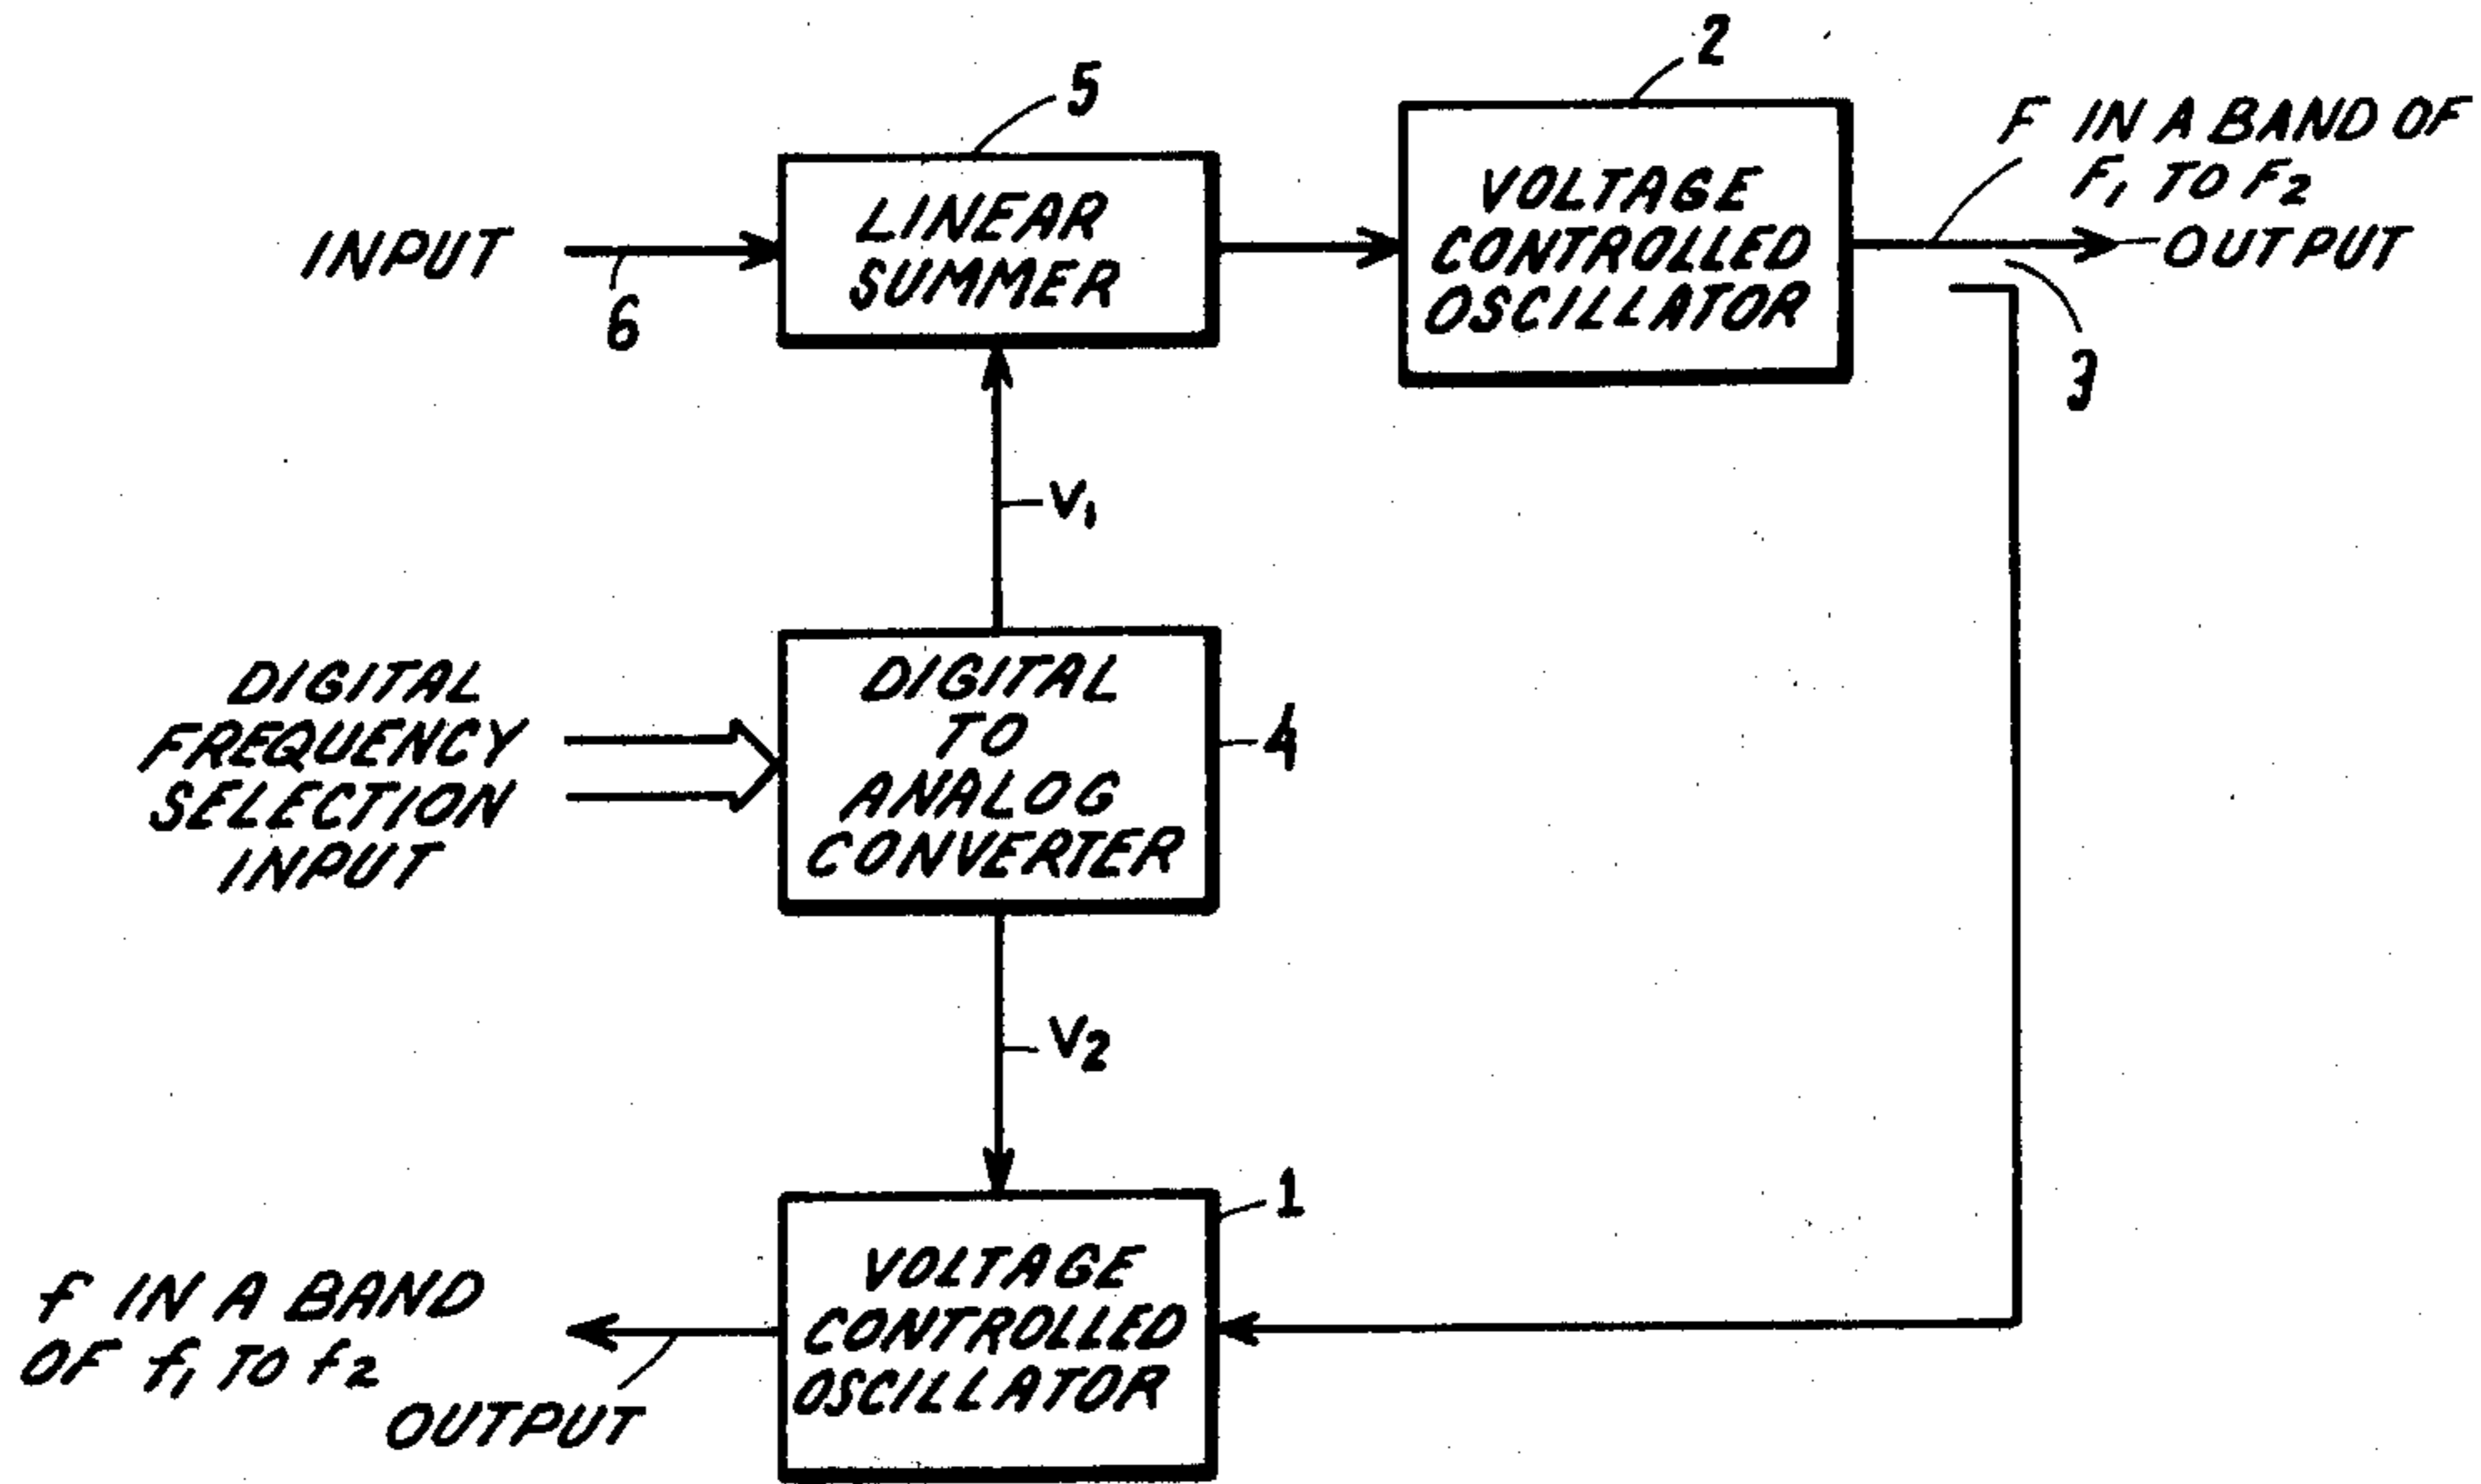 2
5
F IN A BAND OF
F₁ TO F₂
OUTPUT
INPUT
6
LINEAR
SUMMER
VOLTAGE
CONTROLLED
OSCILLATOR
3
V₁
DIGITAL
FREQUENCY
SELECTION
INPUT
DIGITAL
TO
ANALOG
CONVERTER
4
V₂
1
f IN A BAND
OF f₁ TO f₂
OUTPUT
VOLTAGE
CONTROLLED
OSCILLATOR